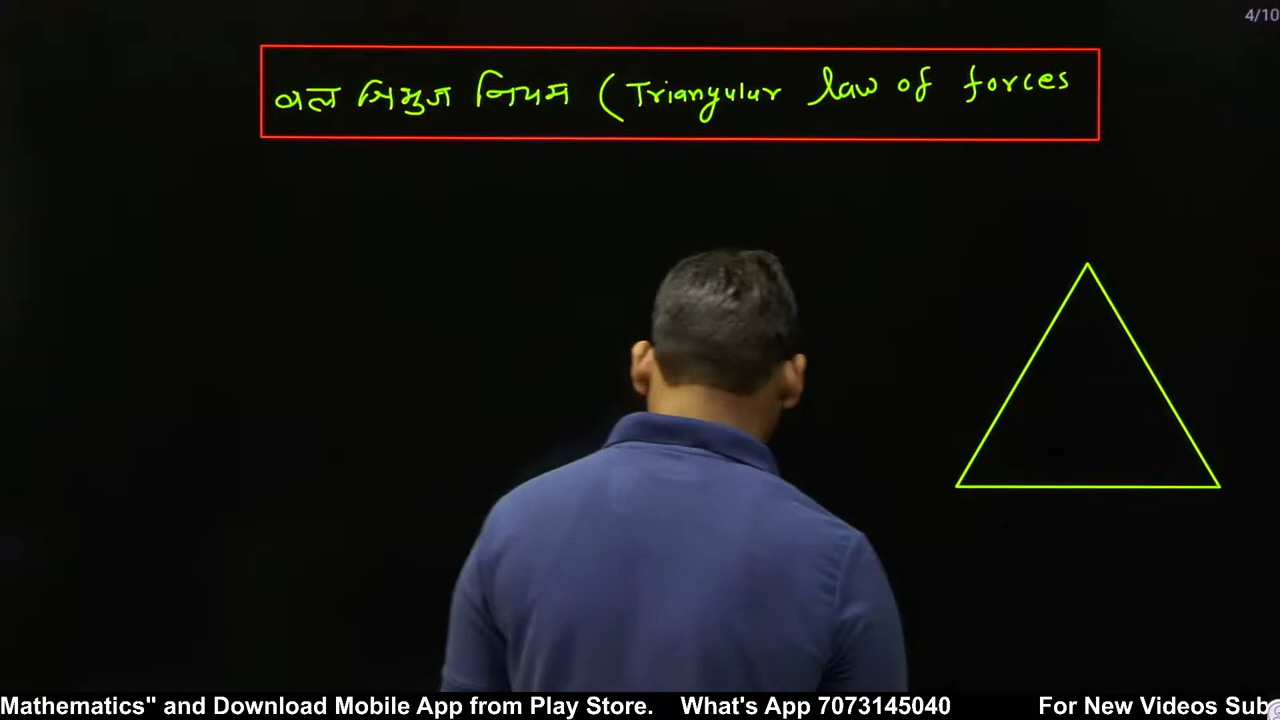 4/10
बल त्रिभुज नियम (Triangular law of forces
Mathematics" and Download Mobile App from Play Store. What's App 7073145040 For New Videos Sub